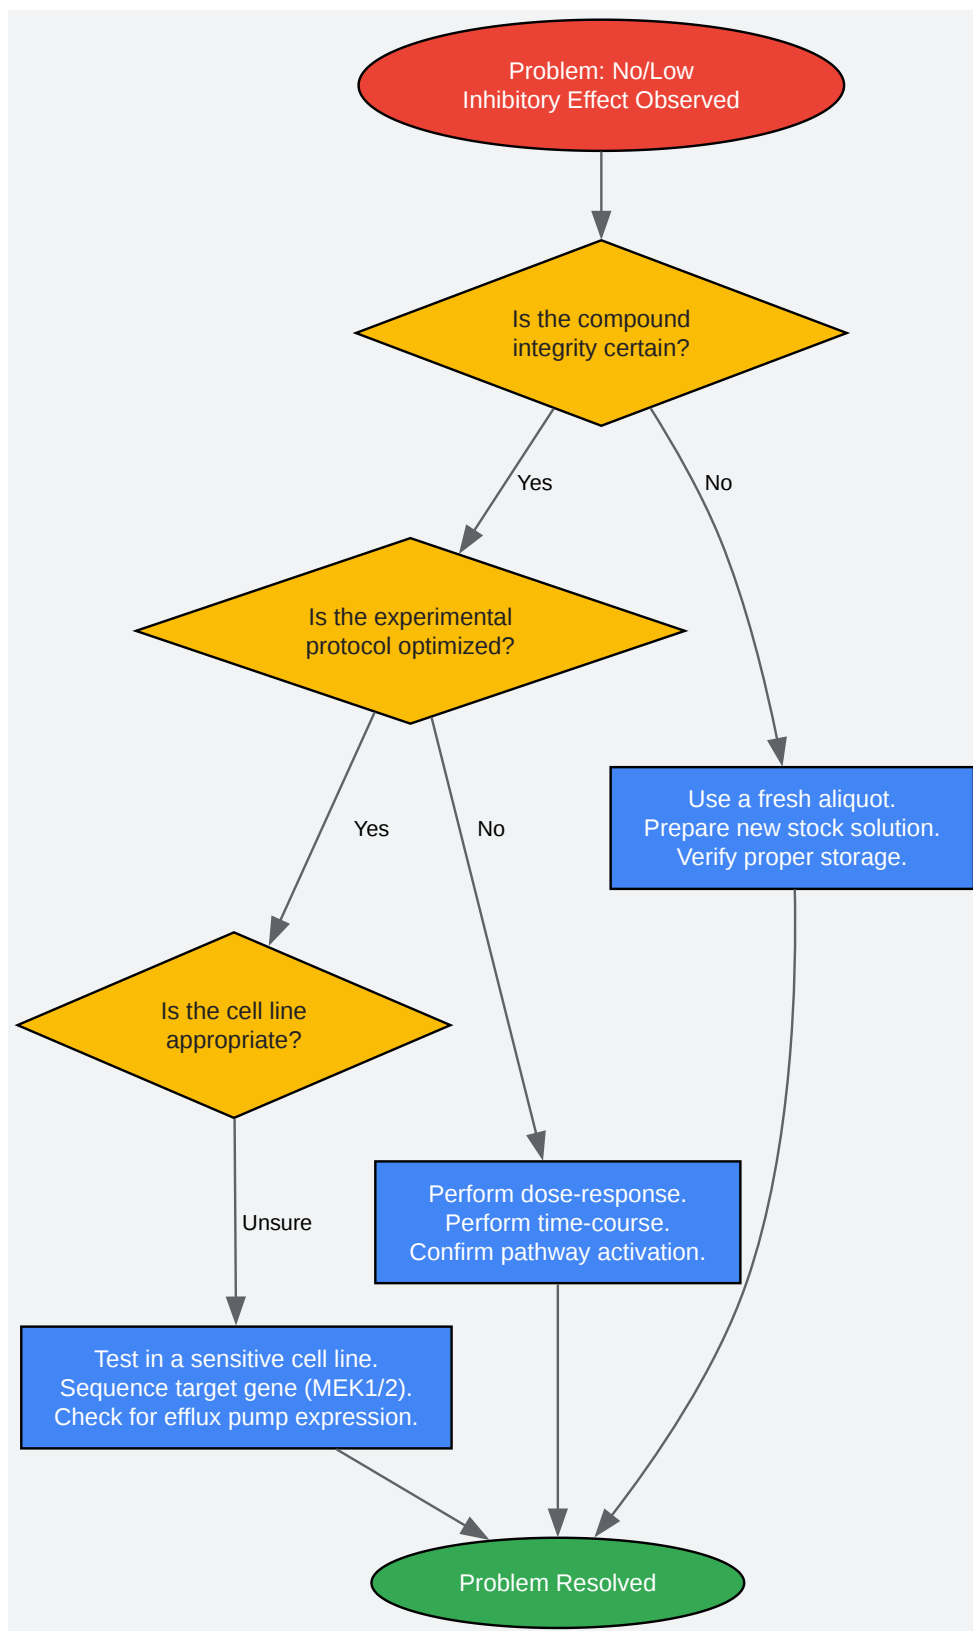 Problem: No/Low
Inhibitory Effect Observed
Is the compound
integrity certain?
Yes
No
Is the experimental
protocol optimized?
Use a fresh aliquot.
Prepare new stock solution.
Verify proper storage.
Yes
No
Is the cell line
appropriate?
Perform dose-response.
Perform time-course.
Confirm pathway activation.
Unsure
Test in a sensitive cell line.
Sequence target gene (MEK1/2).
Check for efflux pump expression.
Problem Resolved